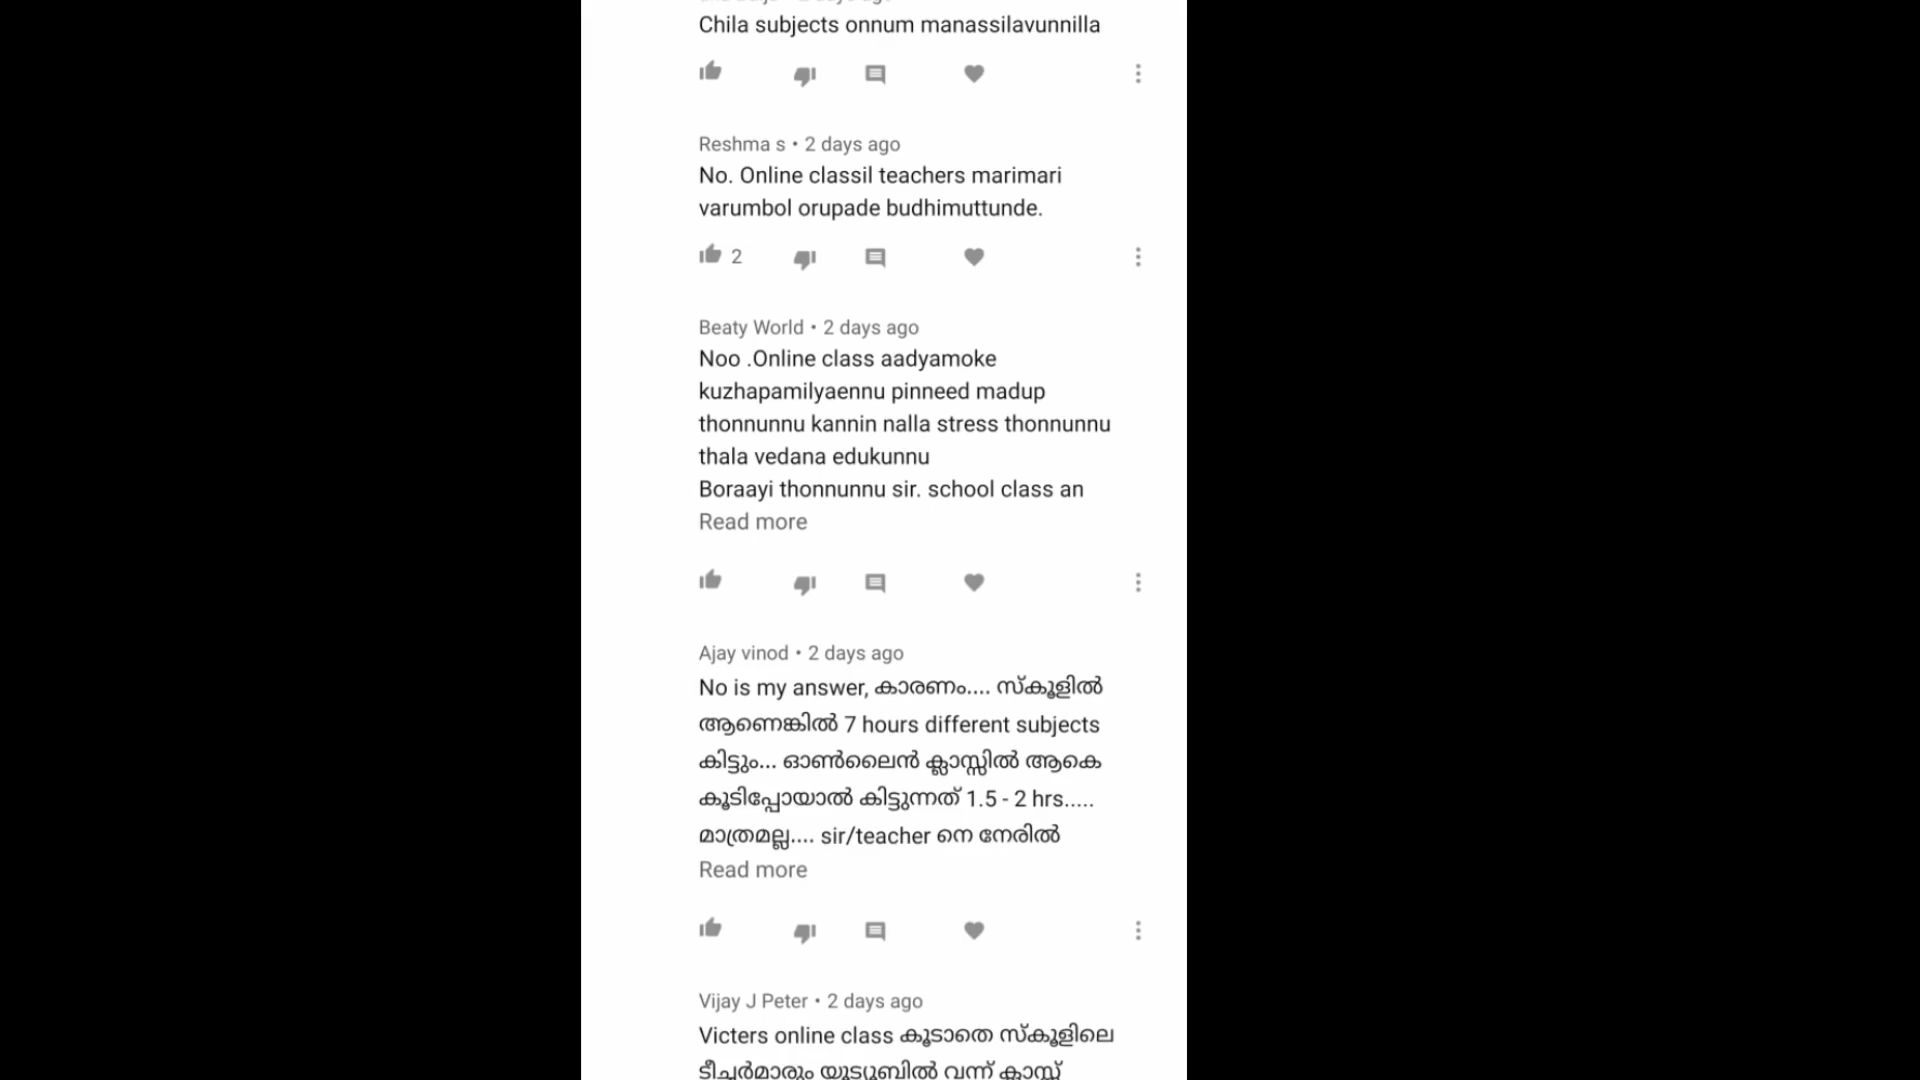 Chila subjects onnum manassilavunnilla
Reshma s • 2 days ago
No. Online classil teachers marimari
varumbol orupade budhimuttunde.
2
Beaty World • 2 days ago
Noo .Online class aadyamoke
kuzhapamilyaennu pinneed madup
thonnunnu kannin nalla stress thonnunnu
thala vedana edukunnu
Boraayi thonnunnu sir. school class an
Read more
Ajay vinod • 2 days ago
No is my answer, കാരണം.... സ്കൂളിൽ
ആണെങ്കിൽ 7 hours different subjects
കിട്ടും... ഓൺലൈൻ ക്ലാസ്സിൽ ആകെ
കൂടിപ്പോയാൽ കിട്ടുന്നത് 1.5 - 2 hrs.....
മാത്രമല്ല.... sir/teacher നെ നേരിൽ
Read more
Vijay J Peter • 2 days ago
Victers online class കൂടാതെ സ്കൂളിലെ
ടീച്ചർമാരും യൂട്യൂബിൽ വന്ന് ക്ലാസ്സ്